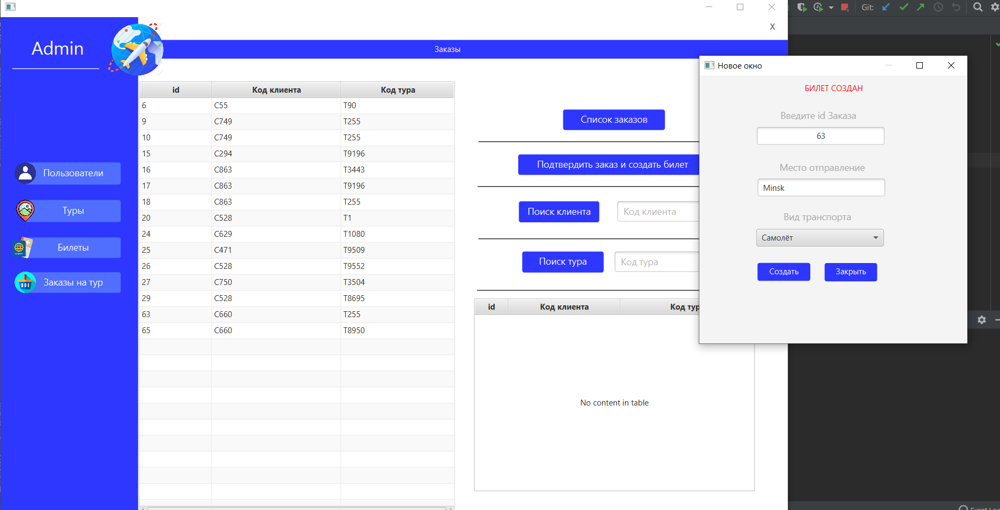 Git:
X
Admin
Заказы
Пользователи
Туры
Билеты
Заказы на тур
id Код клиента Код тура
6 C55 T90
9 C749 T255
10 C749 T255
15 C294 T9196
16 C863 T3443
17 C863 T9196
18 C863 T255
20 C528 T1
24 C629 T1080
25 C471 T9509
26 C528 T9552
27 C750 T3504
29 C528 T8695
63 C660 T255
65 C660 T8950
Список заказов
Подтвердить заказ и создать билет
Поиск клиента Код клиента
Поиск тура Код тура
id Код клиента Код тур
No content in table
Новое окно
БИЛЕТ СОЗДАН
Введите id Заказа
63
Место отправление
Minsk
Вид транспорта
Самолёт
Создать Закрыть